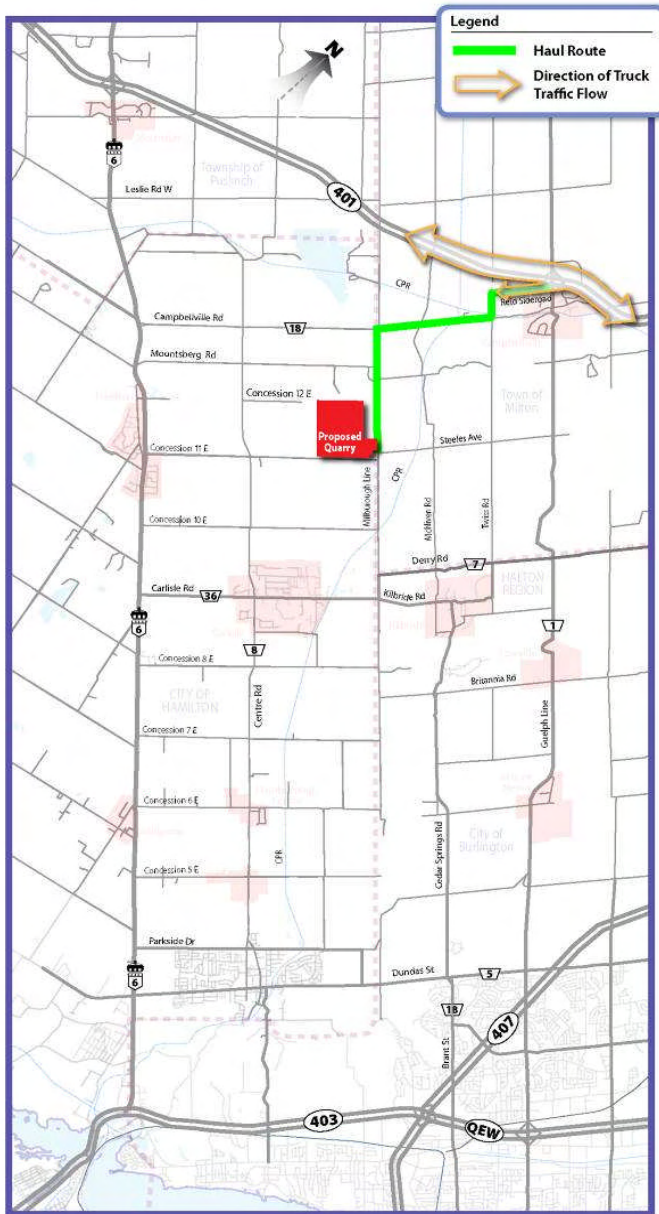 Legend
Haul Route
Direction of Truck
Traffic Flow
N
6
Township of
Puslinch
Leslie Rd W
401
CPR
Reid Sideroad
Campbellville Rd
18
Mountsberg Rd
Town of
Milton
Concession 12 E
Proposed
Quarry
Concession 11 E
Steeles Ave
Milburough Line
CPR
McNiven Rd
Twiss Rd
Concession 10 E
Derry Rd
7
HALTON
REGION
Carlisle Rd
36
Kilbride Rd
6
8
1
Concession 8 E
Britannia Rd
CITY OF
HAMILTON
Centre Rd
Guelph Line
Concession 7 E
Concession 6 E
Cedar Springs Rd
City of
Burlington
CPR
Concession 5 E
Parkside Dr
6
Dundas St
5
18
407
Brant St
403
QEW